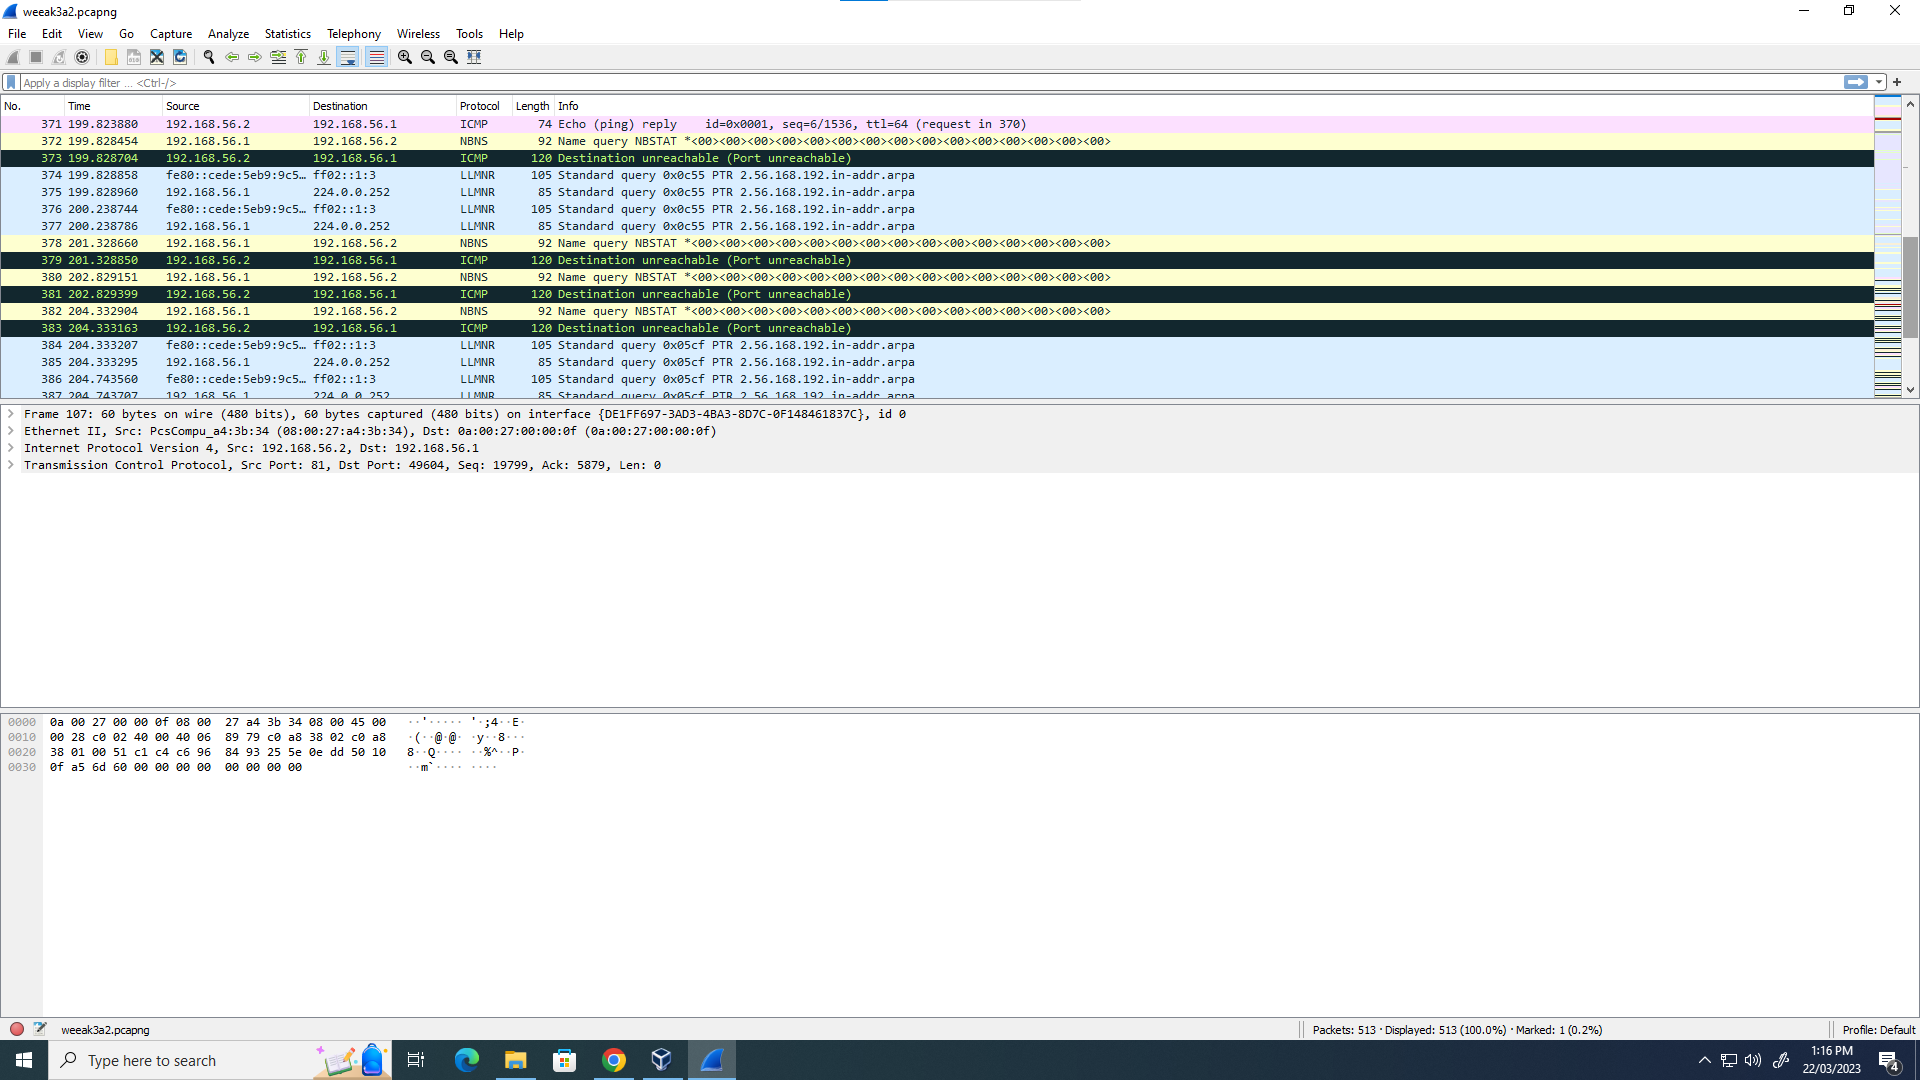 weeak3a2.pcapng
File Edit View Go Capture Analyze Statistics Telephony Wireless Tools Help
Apply a display filter ... <Ctrl-/>
No. Time Source Destination Protocol Length Info
371 199.823880 192.168.56.2 192.168.56.1 ICMP 74 Echo (ping) reply id=0x0001, seq=6/1536, ttl=64 (request in 370)
372 199.828454 192.168.56.1 192.168.56.2 NBNS 92 Name query NBSTAT *<00><00><00><00><00><00><00><00><00><00><00><00><00><00><00>
373 199.828704 192.168.56.2 192.168.56.1 ICMP 120 Destination unreachable (Port unreachable)
374 199.828858 fe80::cede:5eb9:9c5… ff02::1:3 LLMNR 105 Standard query 0x0c55 PTR 2.56.168.192.in-addr.arpa
375 199.828960 192.168.56.1 224.0.0.252 LLMNR 85 Standard query 0x0c55 PTR 2.56.168.192.in-addr.arpa
376 200.238744 fe80::cede:5eb9:9c5… ff02::1:3 LLMNR 105 Standard query 0x0c55 PTR 2.56.168.192.in-addr.arpa
377 200.238786 192.168.56.1 224.0.0.252 LLMNR 85 Standard query 0x0c55 PTR 2.56.168.192.in-addr.arpa
378 201.328660 192.168.56.1 192.168.56.2 NBNS 92 Name query NBSTAT *<00><00><00><00><00><00><00><00><00><00><00><00><00><00><00>
379 201.328850 192.168.56.2 192.168.56.1 ICMP 120 Destination unreachable (Port unreachable)
380 202.829151 192.168.56.1 192.168.56.2 NBNS 92 Name query NBSTAT *<00><00><00><00><00><00><00><00><00><00><00><00><00><00><00>
381 202.829399 192.168.56.2 192.168.56.1 ICMP 120 Destination unreachable (Port unreachable)
382 204.332904 192.168.56.1 192.168.56.2 NBNS 92 Name query NBSTAT *<00><00><00><00><00><00><00><00><00><00><00><00><00><00><00>
383 204.333163 192.168.56.2 192.168.56.1 ICMP 120 Destination unreachable (Port unreachable)
384 204.333207 fe80::cede:5eb9:9c5… ff02::1:3 LLMNR 105 Standard query 0x05cf PTR 2.56.168.192.in-addr.arpa
385 204.333295 192.168.56.1 224.0.0.252 LLMNR 85 Standard query 0x05cf PTR 2.56.168.192.in-addr.arpa
386 204.743560 fe80::cede:5eb9:9c5… ff02::1:3 LLMNR 105 Standard query 0x05cf PTR 2.56.168.192.in-addr.arpa
387 204.743707 192.168.56.1 224.0.0.252 LLMNR 85 Standard query 0x05cf PTR 2.56.168.192.in-addr.arpa
Frame 107: 60 bytes on wire (480 bits), 60 bytes captured (480 bits) on interface {DE1FF697-3AD3-4BA3-8D7C-0F148461837C}, id 0
Ethernet II, Src: PcsCompu_a4:3b:34 (08:00:27:a4:3b:34), Dst: 0a:00:27:00:00:0f (0a:00:27:00:00:0f)
Internet Protocol Version 4, Src: 192.168.56.2, Dst: 192.168.56.1
Transmission Control Protocol, Src Port: 81, Dst Port: 49604, Seq: 19799, Ack: 5879, Len: 0
0000 0a 00 27 00 00 0f 08 00 27 a4 3b 34 08 00 45 00 ··'····· '·;4··E·
0010 00 28 c0 02 40 00 40 06 89 79 c0 a8 38 02 c0 a8 ·(··@·@· ·y··8···
0020 38 01 00 51 c1 c4 c6 96 84 93 25 5e 0e dd 50 10 8··Q···· ··%^··P·
0030 0f a5 6d 60 00 00 00 00 00 00 00 00 ··m`···· ····
weeak3a2.pcapng
Packets: 513 · Displayed: 513 (100.0%) · Marked: 1 (0.2%)
Profile: Default
Type here to search
1:16 PM
22/03/2023
4